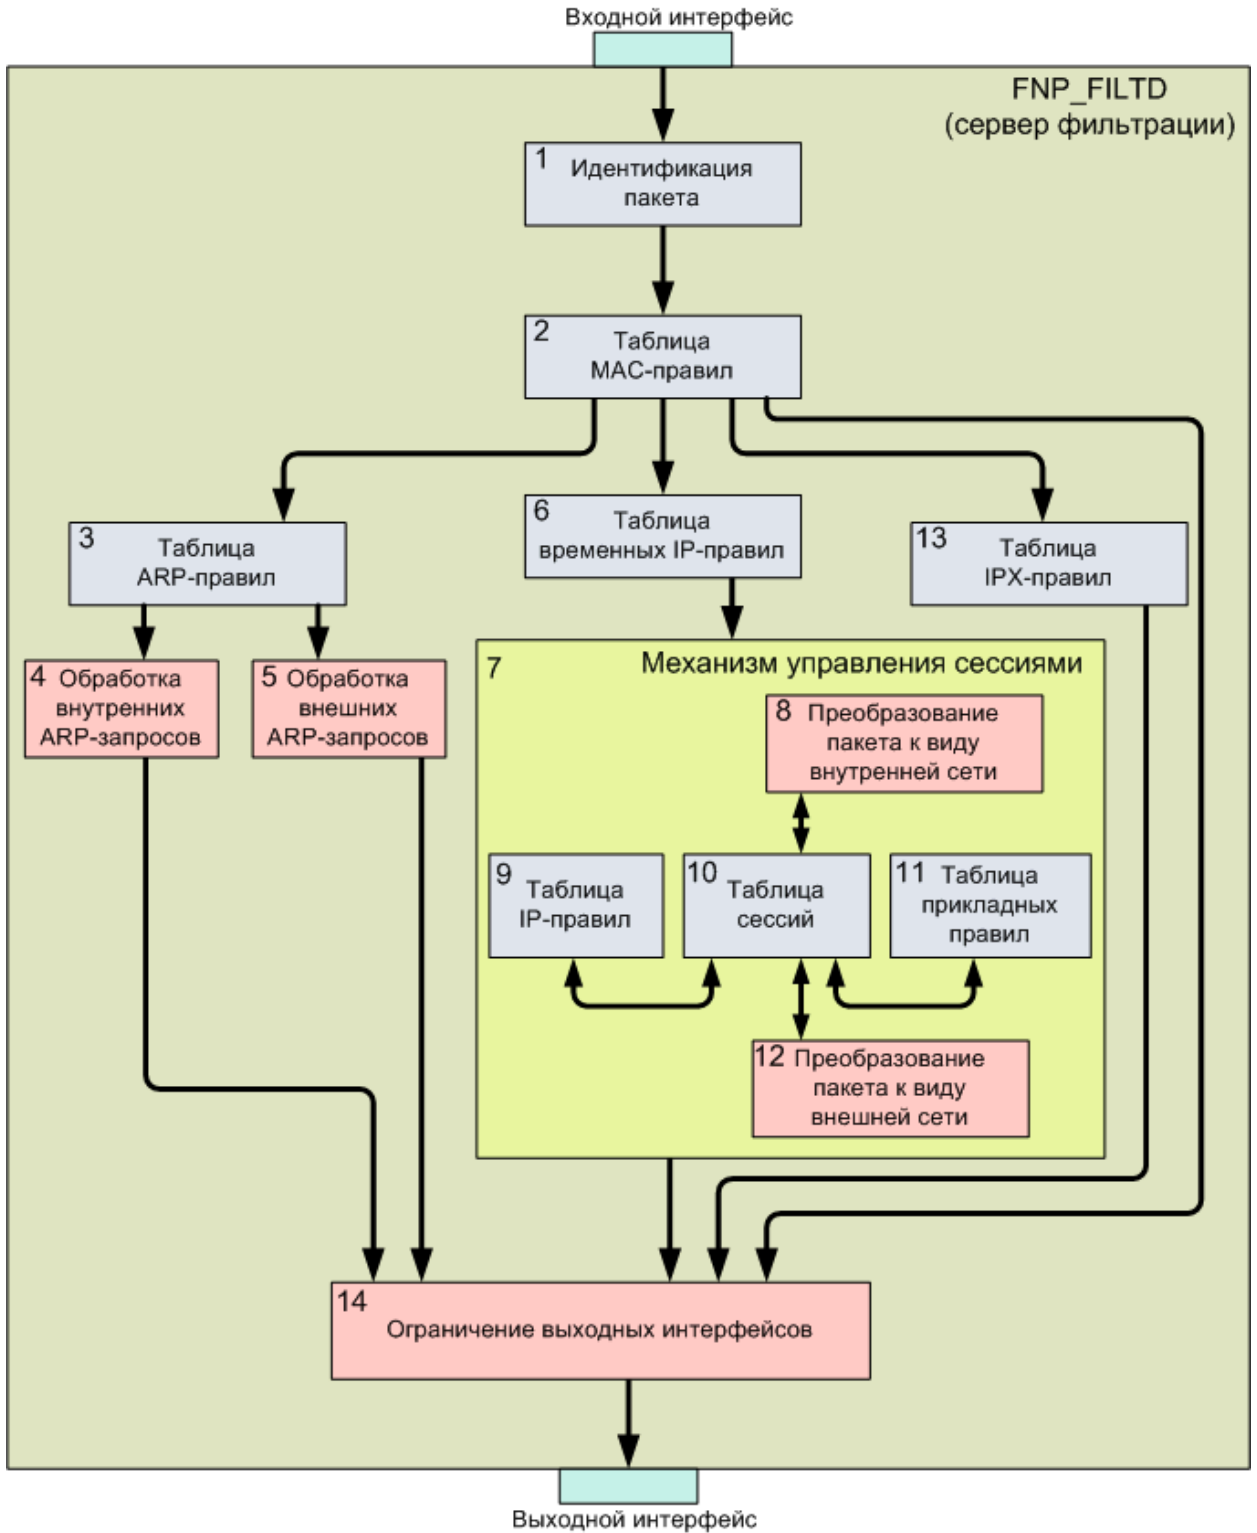 Входной интерфейс
FNP_FILTD
(сервер фильтрации)
1
Идентификация
пакета
2
Таблица
MAC-правил
3
Таблица
ARP-правил
6
Таблица
временных IP-правил
13
Таблица
IPX-правил
4 Обработка
внутренних
ARP-запросов
5 Обработка
внешних
ARP-запросов
7
Механизм управления сессиями
8 Преобразование
пакета к виду
внутренней сети
9
Таблица
IP-правил
10
Таблица
сессий
11 Таблица
прикладных
правил
12 Преобразование
пакета к виду
внешней сети
14
Ограничение выходных интерфейсов
Выходной интерфейс